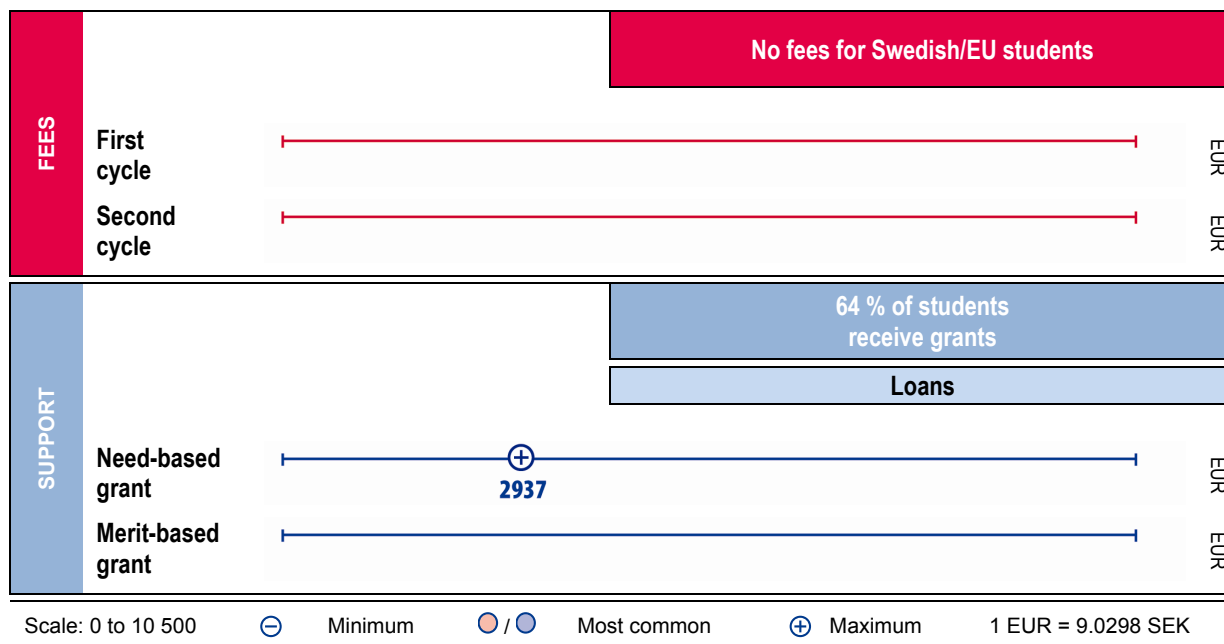 No fees for Swedish/EU students
FEES
First
cycle
EUR
Second
cycle
EUR
64 % of students
receive grants
Loans
SUPPORT
Need-based
grant
2937
EUR
Merit-based
grant
EUR
Scale: 0 to 10 500 Minimum / Most common Maximum 1 EUR = 9.0298 SEK